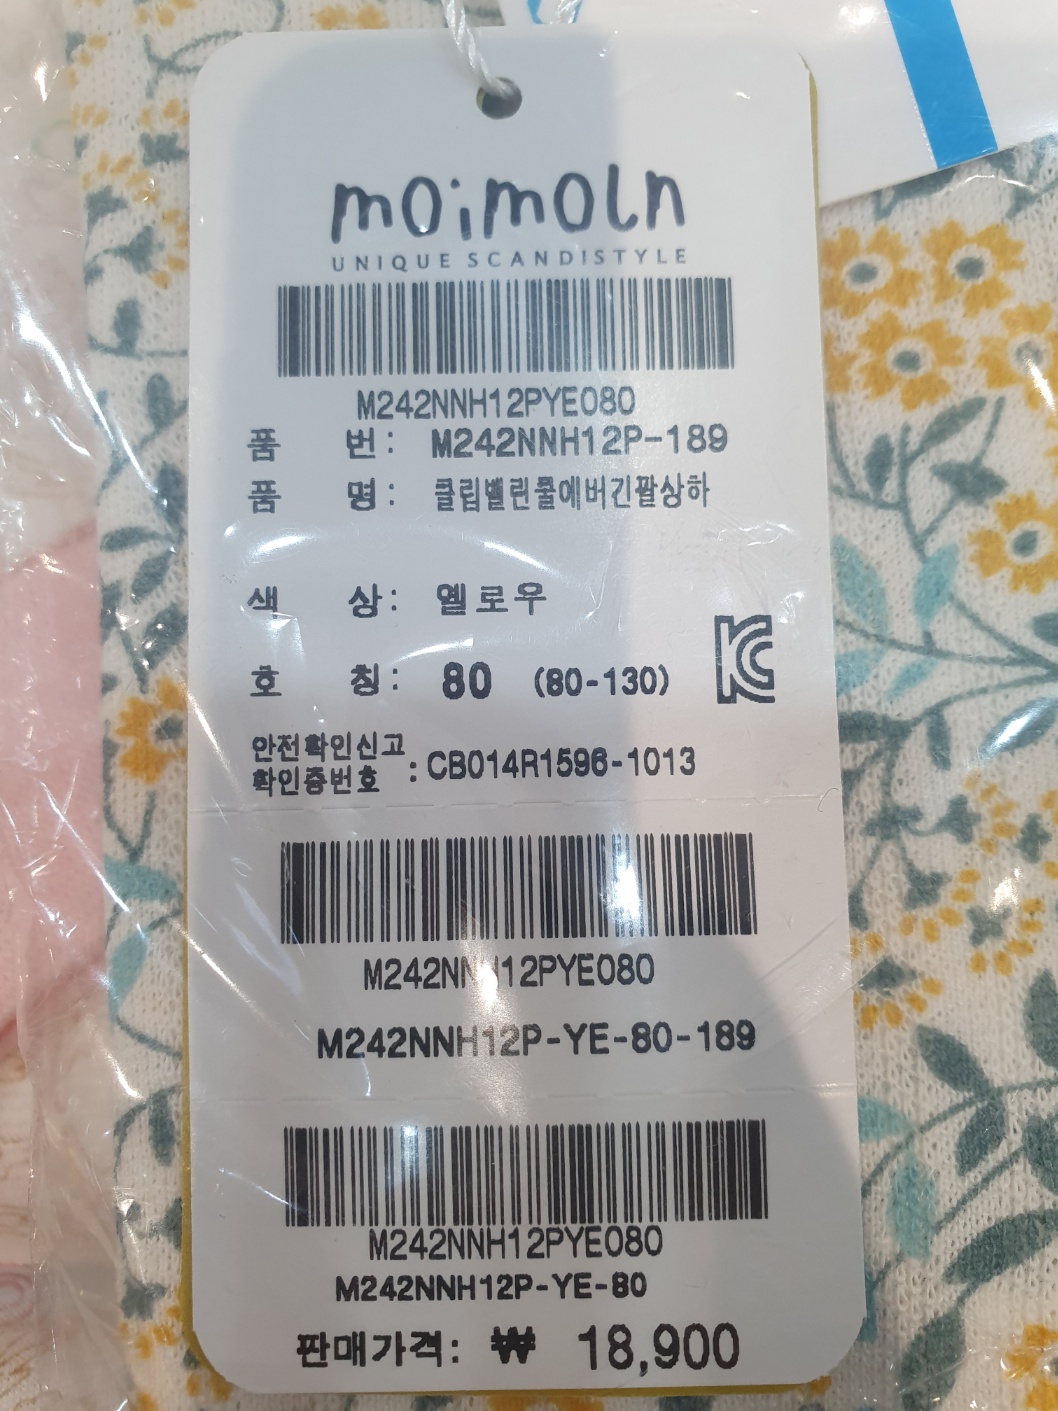 moimoln
UNIQUE SCANDISTYLE
M242NNH12PYE080
품 번: M242NNH12P-189
품 명: 클립벨린쿨에버긴팔상하
색 상: 옐로우
호 칭: 80 (80-130)
안전확인신고
확인증번호 : CB014R1596-1013
M242NNH12PYE080
M242NNH12P-YE-80-189
M242NNH12PYE080
M242NNH12P-YE-80
판매가격: ₩ 18,900